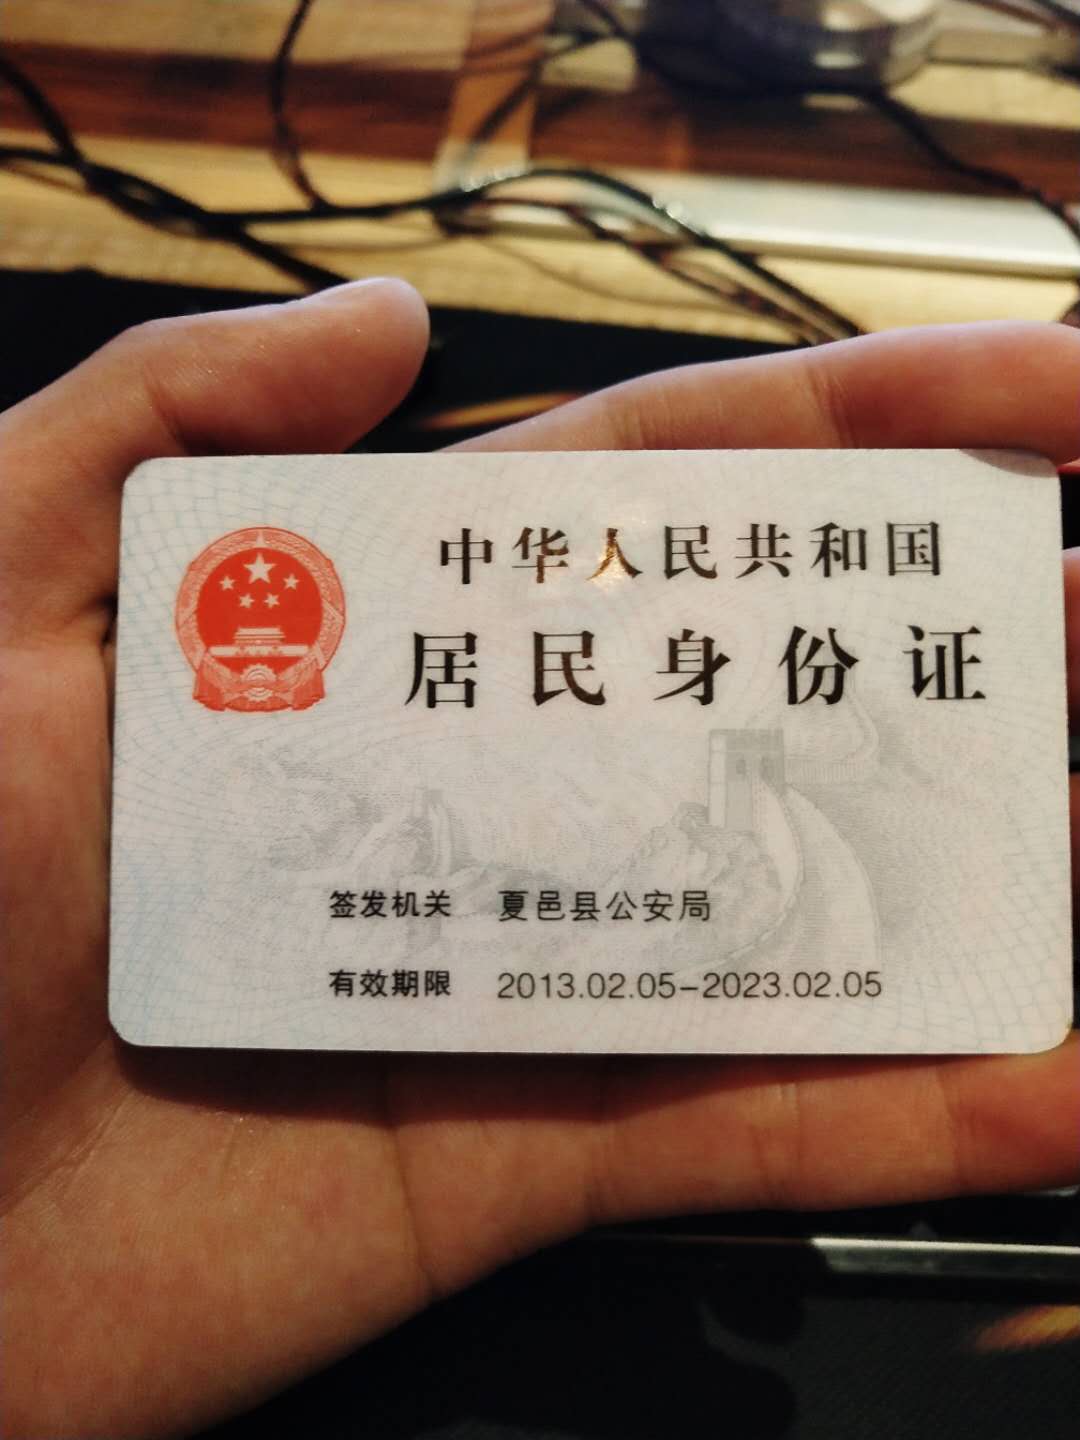 中华人民共和国
居民身份证
签发机关 夏邑县公安局
有效期限 2013.02.05-2023.02.05